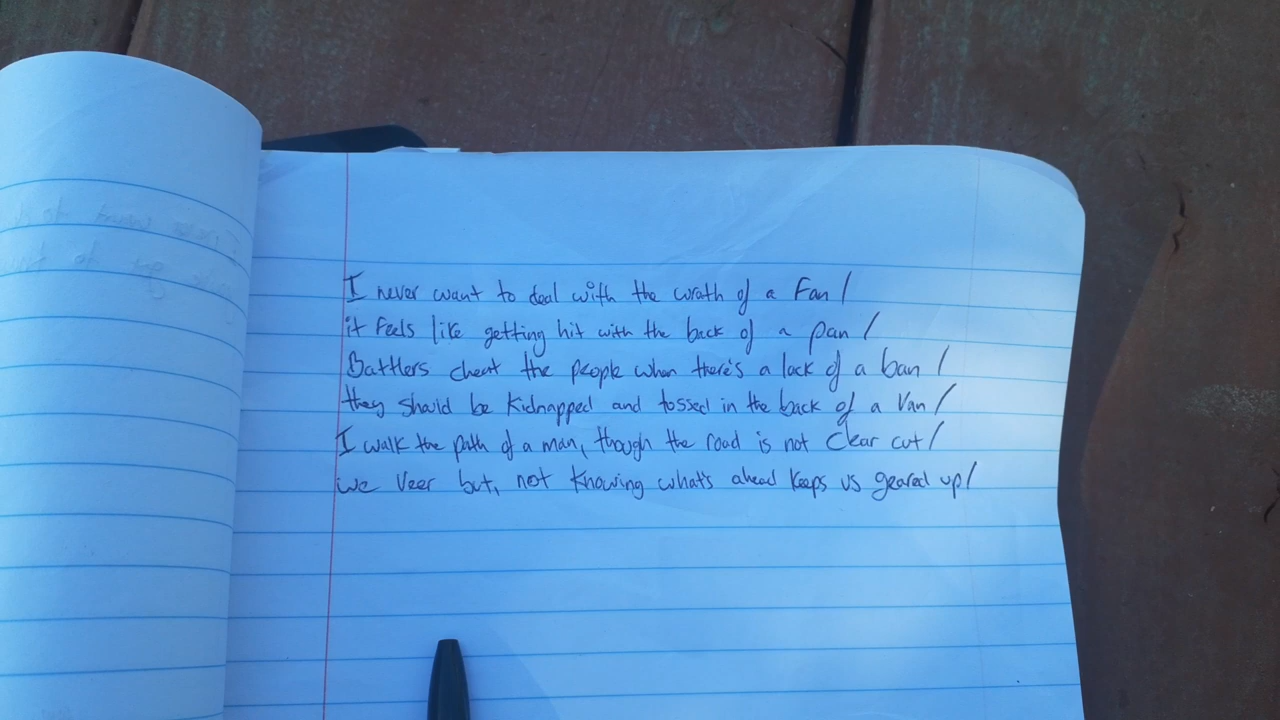 I never want to deal with the wrath of a Fan /
it Feels like getting hit with the back of a pan /
Battlers cheat the people when there's a lack of a ban /
they should be Kidnapped and tossed in the back of a Van /
I walk the path of a man, though the road is not Clear cut /
we Veer but, not Knowing what's ahead Keeps us geared up /